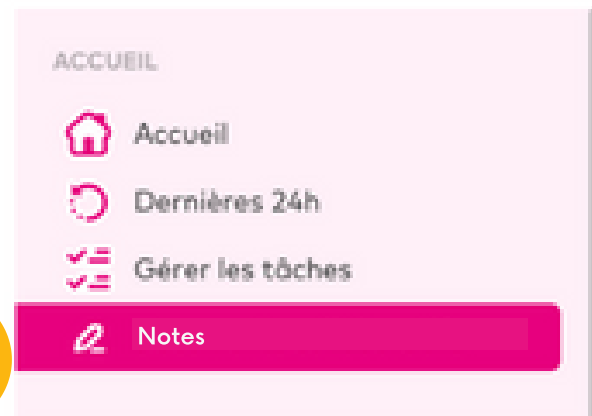 ACCUEIL
Accueil
Dernières 24h
Gérer les tâches
Notes